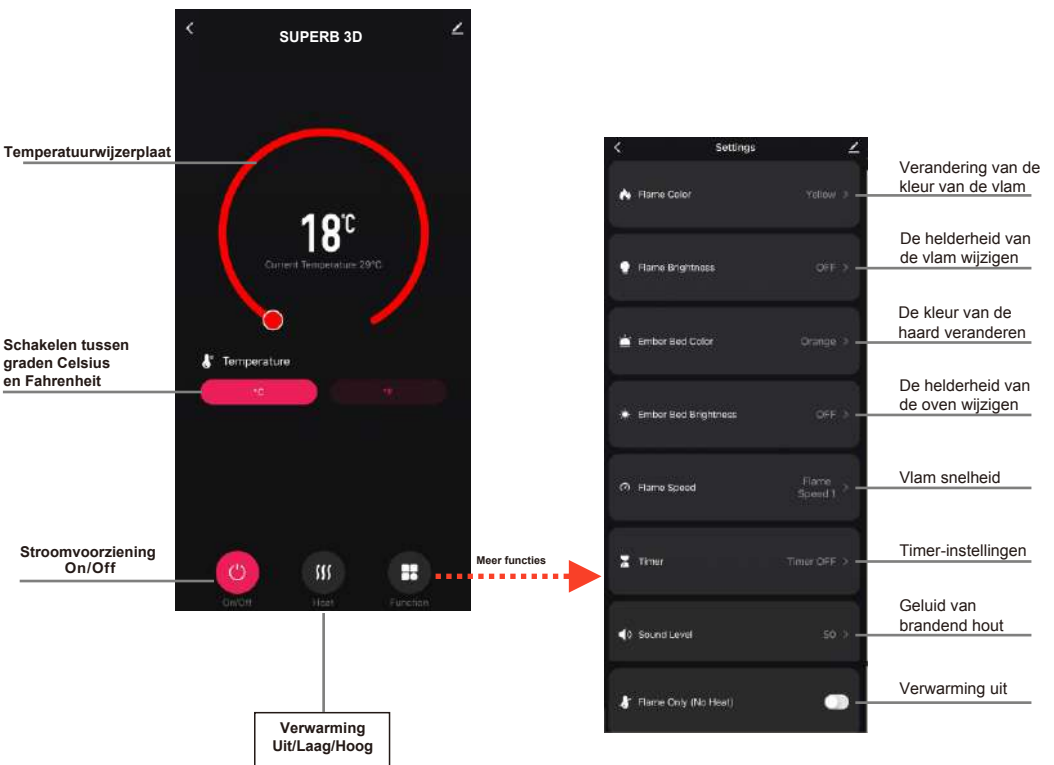 SUPERB 3D
Temperatuurwijzerplaat
18°C
Current Temperature 29°C
Schakelen tussen
graden Celsius
en Fahrenheit
Temperature
°C
°F
Stroomvoorziening
On/Off
On/Off
Heat
Function
Meer functies
Verwarming
Uit/Laag/Hoog
Settings
Flame Color
Yellow
Verandering van de
kleur van de vlam
Flame Brightness
OFF
De helderheid van
de vlam wijzigen
Ember Bed Color
Orange
De kleur van de
haard veranderen
Ember Bed Brightness
OFF
De helderheid van
de oven wijzigen
Flame Speed
Flame
Speed 1
Vlam snelheid
Timer
Timer OFF
Timer-instellingen
Sound Level
50
Geluid van
brandend hout
Flame Only (No Heat)
Verwarming uit